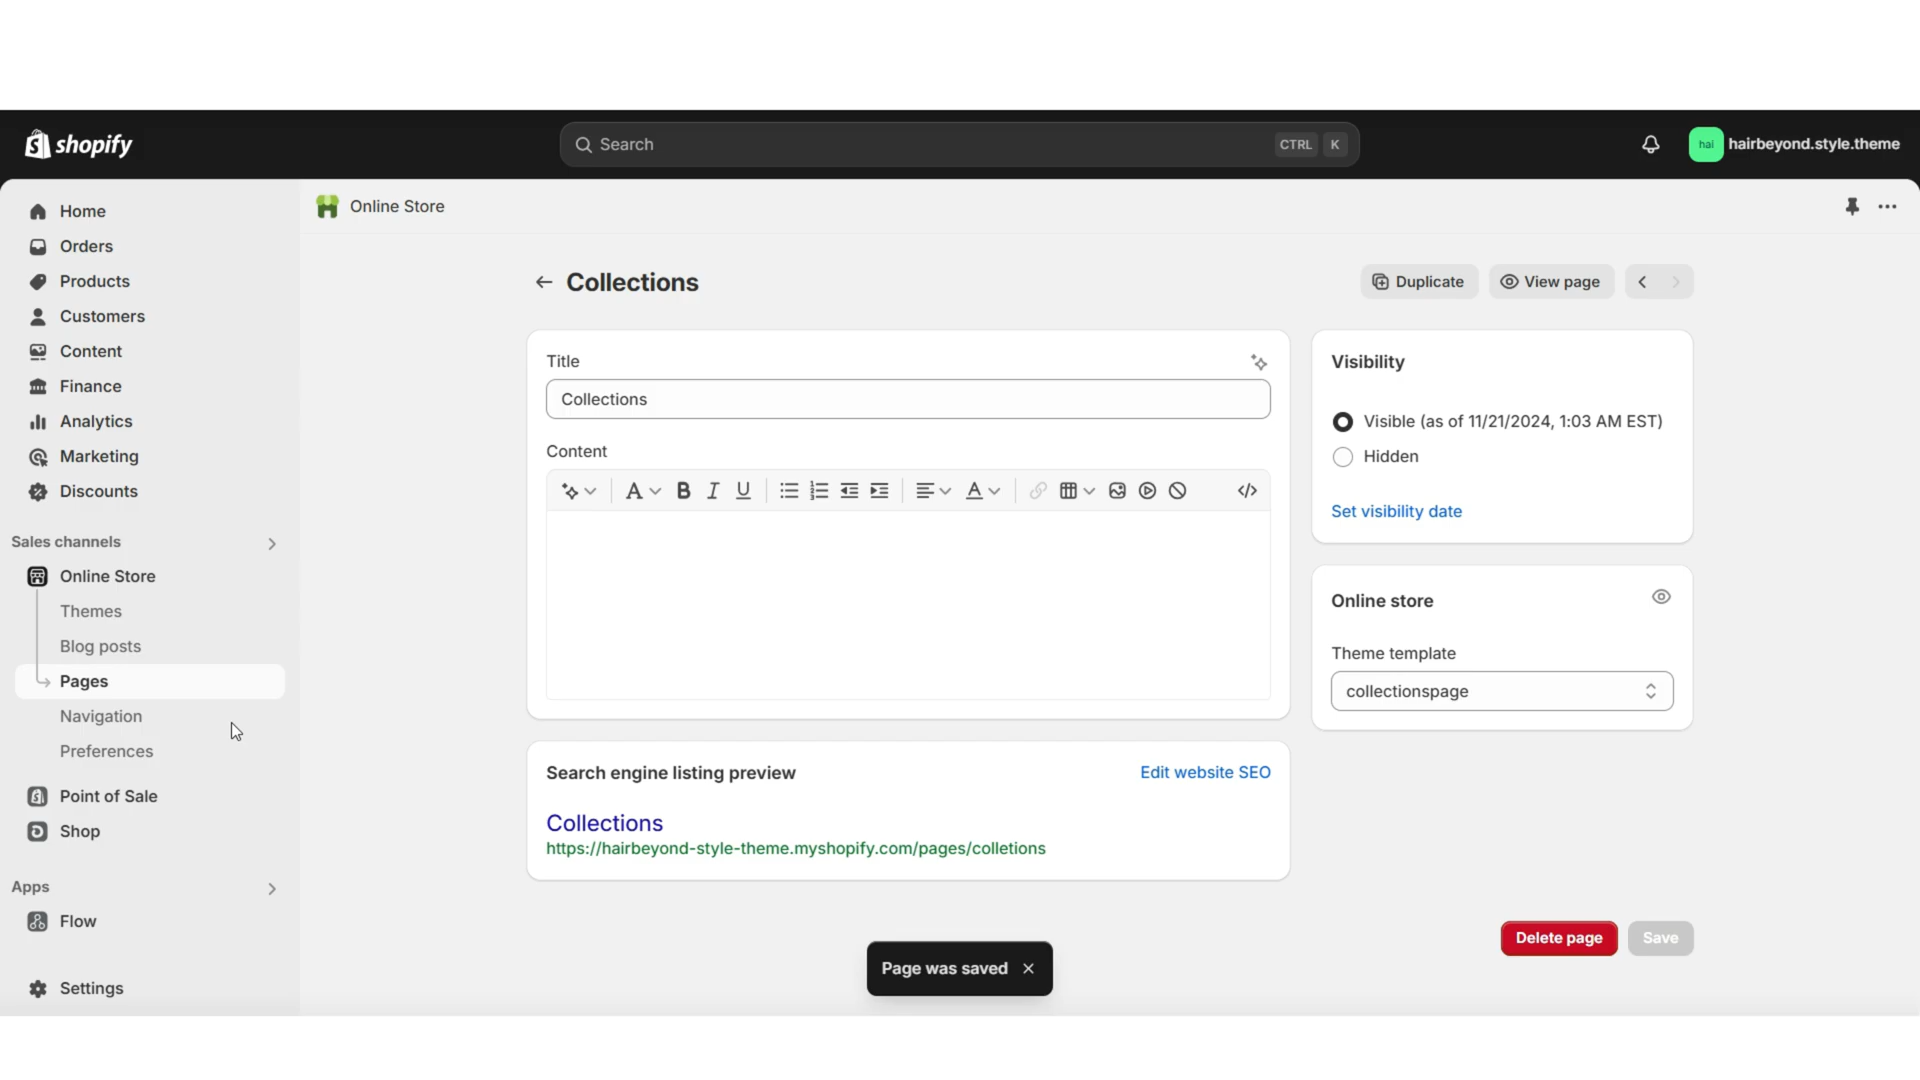 shopify
Search
CTRL K
hai
hairbeyond.style.theme
Home
Orders
Products
Customers
Content
Finance
Analytics
Marketing
Discounts
Sales channels
Online Store
Themes
Blog posts
Pages
Navigation
Preferences
Point of Sale
Shop
Apps
Flow
Settings
Online Store
Collections
Duplicate
View page
Title
Collections
Content
Search engine listing preview
Edit website SEO
Collections
https://hairbeyond-style-theme.myshopify.com/pages/colletions
Visibility
Visible (as of 11/21/2024, 1:03 AM EST)
Hidden
Set visibility date
Online store
Theme template
collectionspage
Delete page
Save
Page was saved